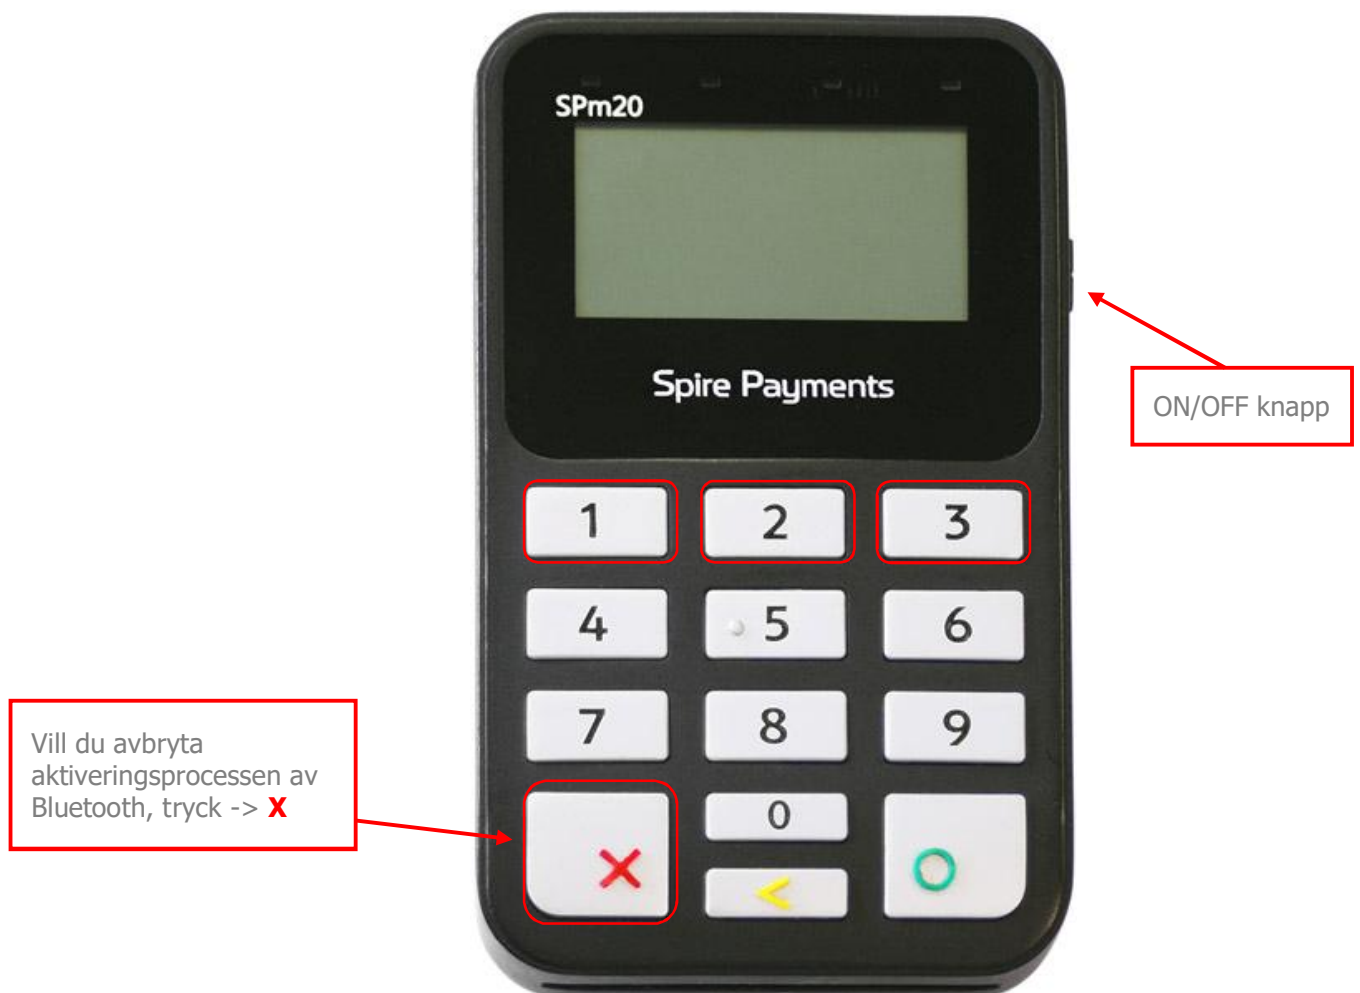 SPm20
Spire Payments
ON/OFF knapp
1 2 3
4 5 6
7 8 9
Vill du avbryta
aktiveringsprocessen av
Bluetooth, tryck -> X
0
X < O